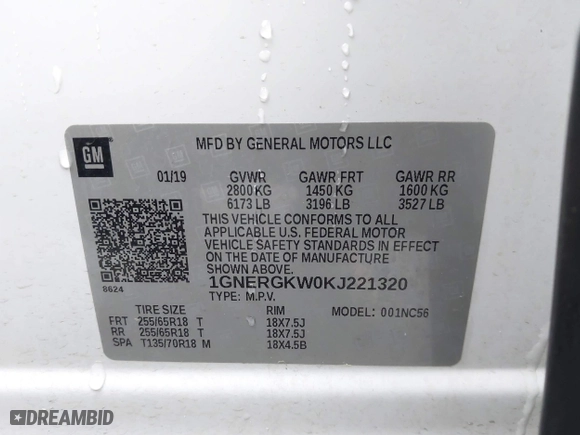 GM
MFD BY GENERAL MOTORS LLC
01/19 GVWR GAWR FRT GAWR RR
2800 KG 1450 KG 1600 KG
6173 LB 3196 LB 3527 LB
THIS VEHICLE CONFORMS TO ALL
APPLICABLE U.S. FEDERAL MOTOR
VEHICLE SAFETY STANDARDS IN EFFECT
ON THE DATE OF MANUFACTURE
SHOWN ABOVE.
8624 1GNERGKW0KJ221320
TYPE: M.P.V. MODEL: 001NC56
TIRE SIZE RIM
FRT 255/65R18 T 18X7.5J
RR 255/65R18 T 18X7.5J
SPA T135/70R18 M 18X4.5B
DREAMBID